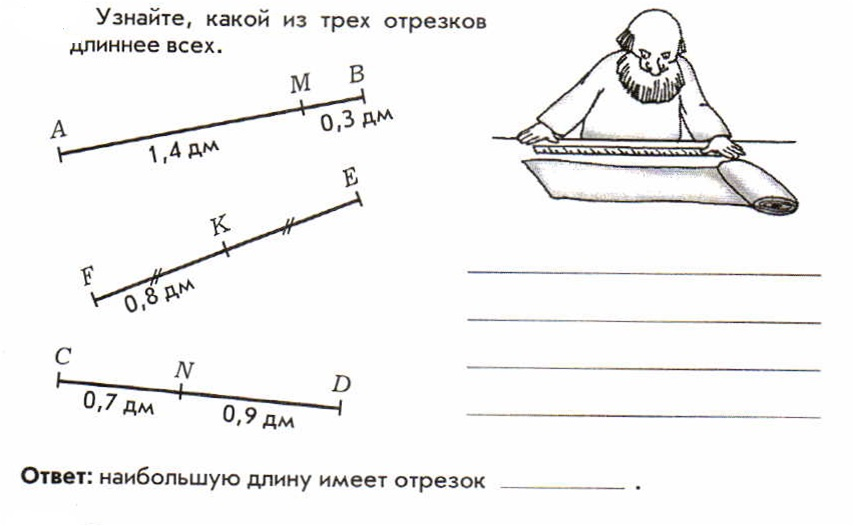 Узнайте, какой из трех отрезков
длиннее всех.
M B
A
0,3 дм
1,4 дм
E
K
F
0,8 дм
C
N
D
0,7 дм
0,9 дм
Ответ: наибольшую длину имеет отрезок ________ .